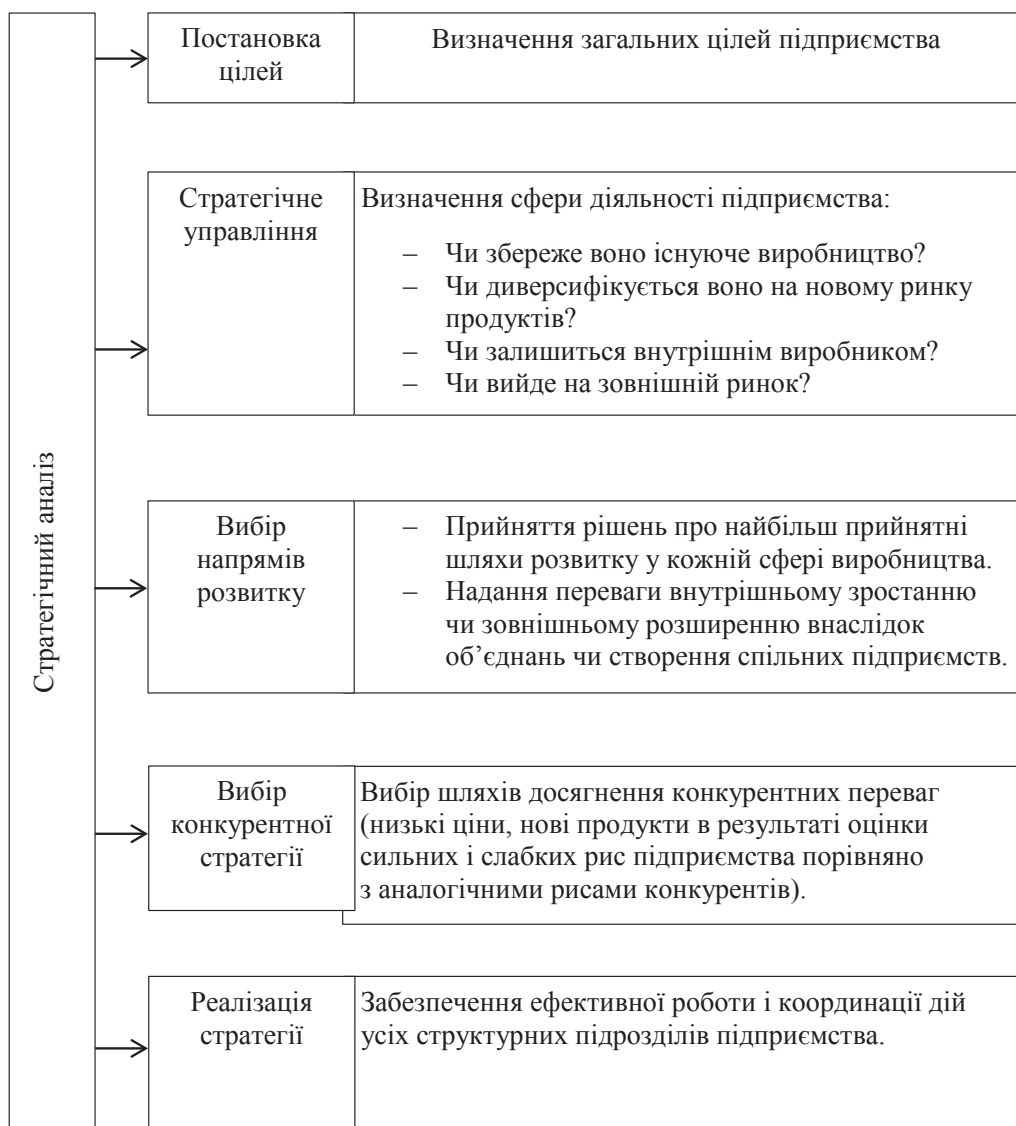 Стратегічний аналіз
Постановка
цілей
Визначення загальних цілей підприємства
Стратегічне
управління
Визначення сфери діяльності підприємства:
– Чи збереже воно існуюче виробництво?
– Чи диверсифікується воно на новому ринку
продуктів?
– Чи залишиться внутрішнім виробником?
– Чи вийде на зовнішній ринок?
Вибір
напрямів
розвитку
– Прийняття рішень про найбільш прийнятні
шляхи розвитку у кожній сфері виробництва.
– Надання переваги внутрішньому зростанню
чи зовнішньому розширенню внаслідок
об’єднань чи створення спільних підприємств.
Вибір
конкурентної
стратегії
Вибір шляхів досягнення конкурентних переваг
(низькі ціни, нові продукти в результаті оцінки
сильних і слабких рис підприємства порівняно
з аналогічними рисами конкурентів).
Реалізація
стратегії
Забезпечення ефективної роботи і координації дій
усіх структурних підрозділів підприємства.